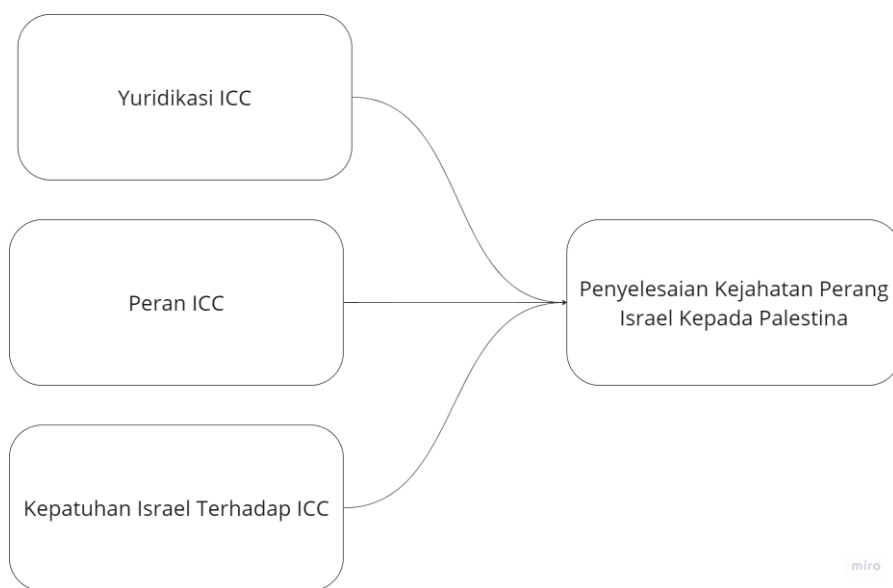 Yuridikasi ICC
Peran ICC
Kepatuhan Israel Terhadap ICC
Penyelesaian Kejahatan Perang
Israel Kepada Palestina
miro